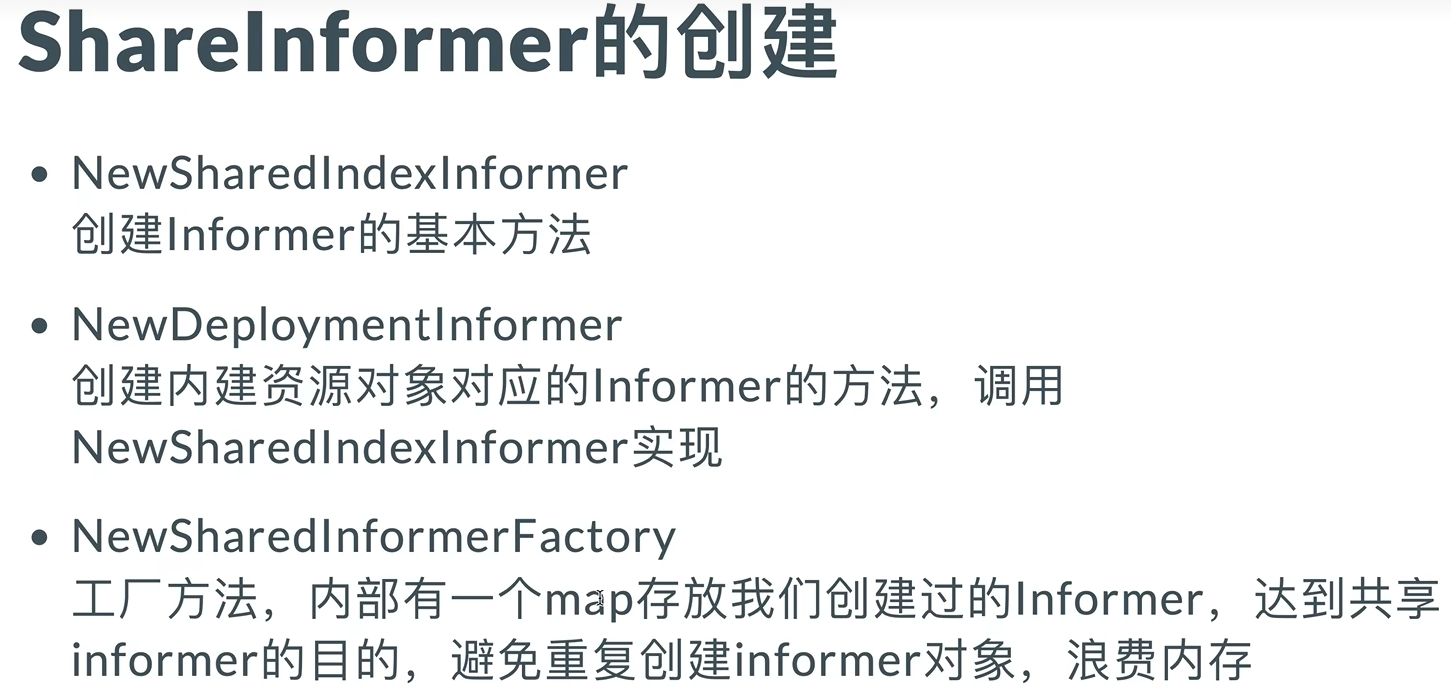 ShareInformer的创建
NewSharedIndexInformer
创建Informer的基本方法
NewDeploymentInformer
创建内建资源对象对应的Informer的方法，调用
NewSharedIndexInformer实现
NewSharedInformerFactory
工厂方法，内部有一个map存放我们创建过的Informer，达到共享
informer的目的，避免重复创建informer对象，浪费内存